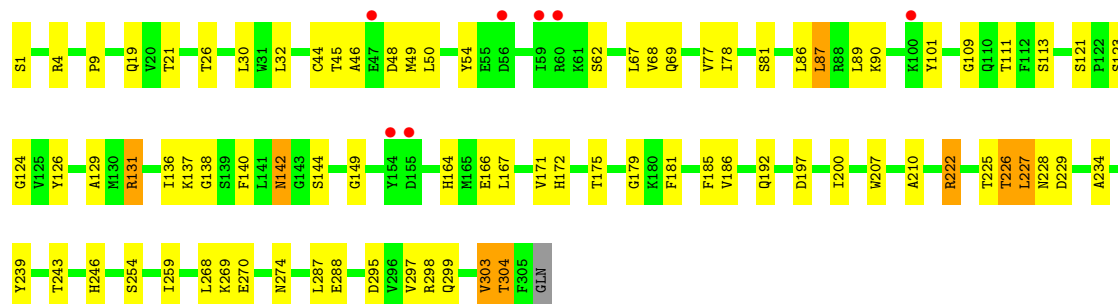 S1 R4 P9 Q19 V20 T21 T26 L30 W31 L32 C44 T45 A46 E47 D48 M49 L50 Y54 E55 D56 I59 R60 K61 S62 L67 V68 Q69 V77 I78 S81 L86 L87 R88 L89 K90 K100 Y101 G109 Q110 T111 F112 S113 S121 P122 S123
G124 V125 Y126 A129 M130 R131 I136 K137 G138 S139 F140 L141 N142 G143 S144 G149 Y154 D155 H164 M165 E166 L167 V171 H172 T175 G179 K180 F181 F185 V186 Q192 D197 I200 W207 A210 R222 T225 T226 L227 N228 D229 A234
Y239 T243 H246 S254 I259 L268 K269 E270 N274 L287 E288 D295 V296 V297 R298 Q299 V303 T304 F305 GLN